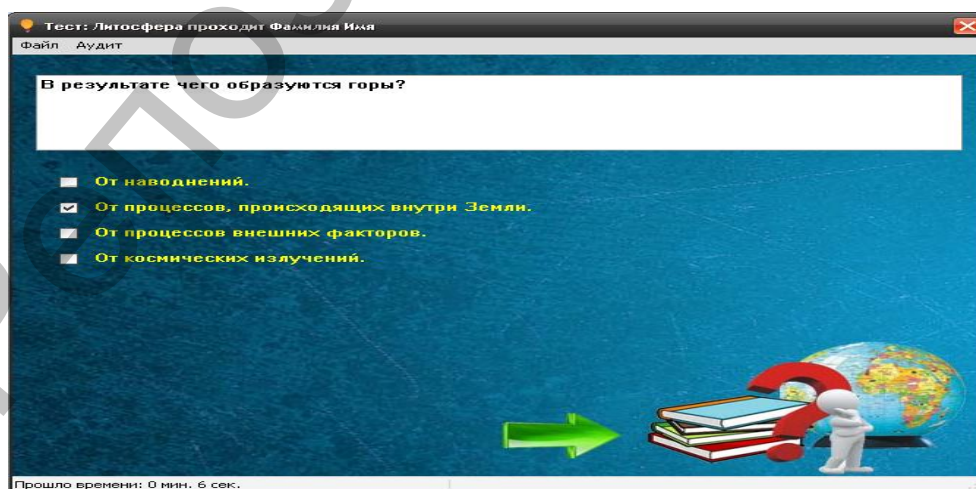 Тест: Литосфера проходит Фамилия Имя
Файл Аудит
В результате чего образуются горы?
От наводнений.
От процессов, происходящих внутри Земли.
От процессов внешних факторов.
От космических излучений.
Прошло времени: 0 мин. 6 сек.